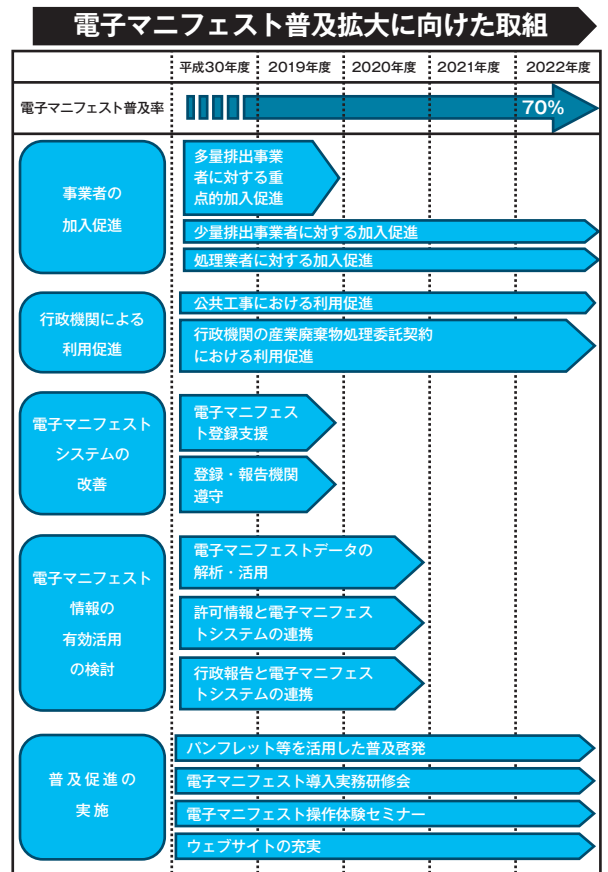 電子マニフェスト普及拡大に向けた取組
平成30年度 2019年度 2020年度 2021年度 2022年度
電子マニフェスト普及率 70%
事業者の
加入促進
多量排出事業
者に対する重
点的加入促進
少量排出事業者に対する加入促進
処理業者に対する加入促進
行政機関による
利用促進
公共工事における利用促進
行政機関の産業廃棄物処理委託契約
における利用促進
電子マニフェスト
システムの
改善
電子マニフェス
ト登録支援
登録・報告機関
遵守
電子マニフェスト
情報の
有効活用
の検討
電子マニフェストデータの
解析・活用
許可情報と電子マニフェス
トシステムの連携
行政報告と電子マニフェス
トシステムの連携
普及促進の
実施
パンフレット等を活用した普及啓発
電子マニフェスト導入実務研修会
電子マニフェスト操作体験セミナー
ウェブサイトの充実